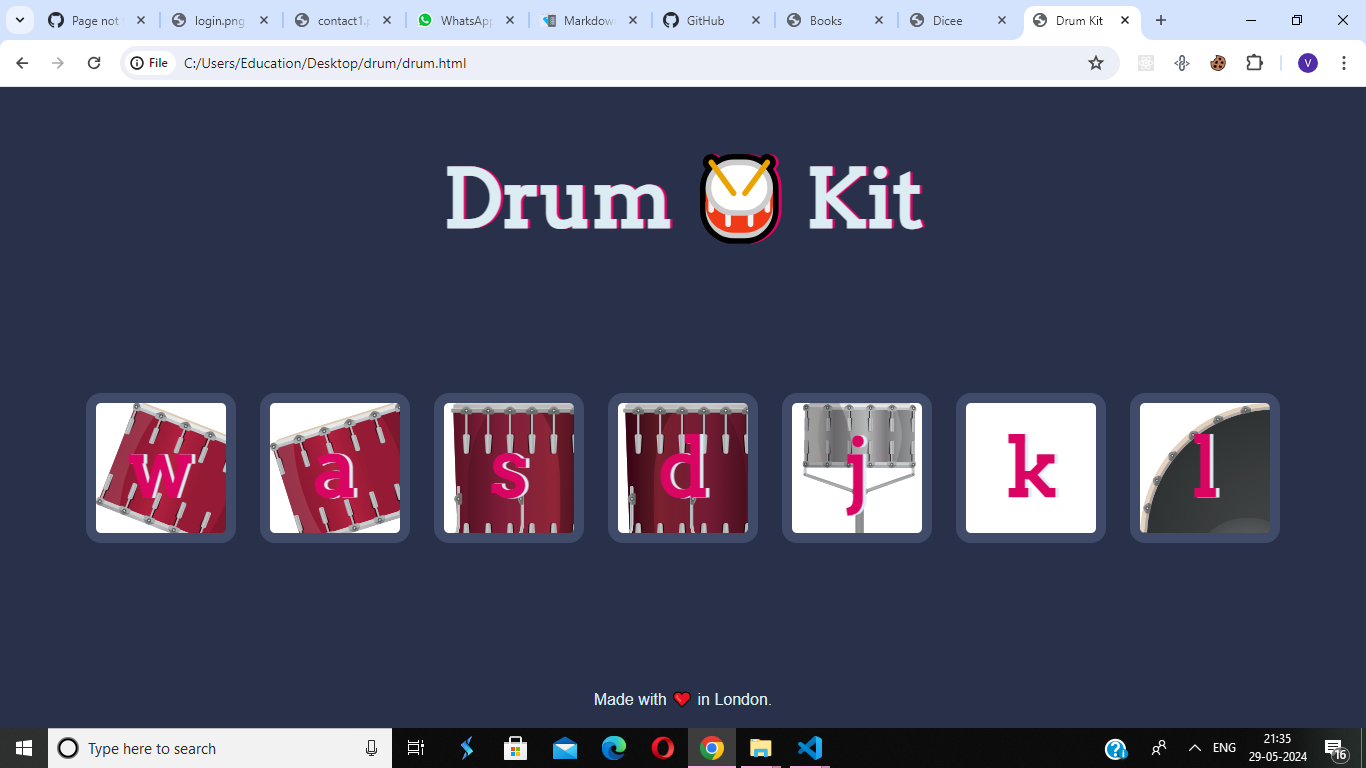 Page not
login.png
contact1.p
WhatsApp
Markdown
GitHub
Books
Dicee
Drum Kit
File C:/Users/Education/Desktop/drum/drum.html
V
Drum 🥁 Kit
w a s d j k l
Made with ❤️ in London.
Type here to search
ENG
21:35
29-05-2024
16